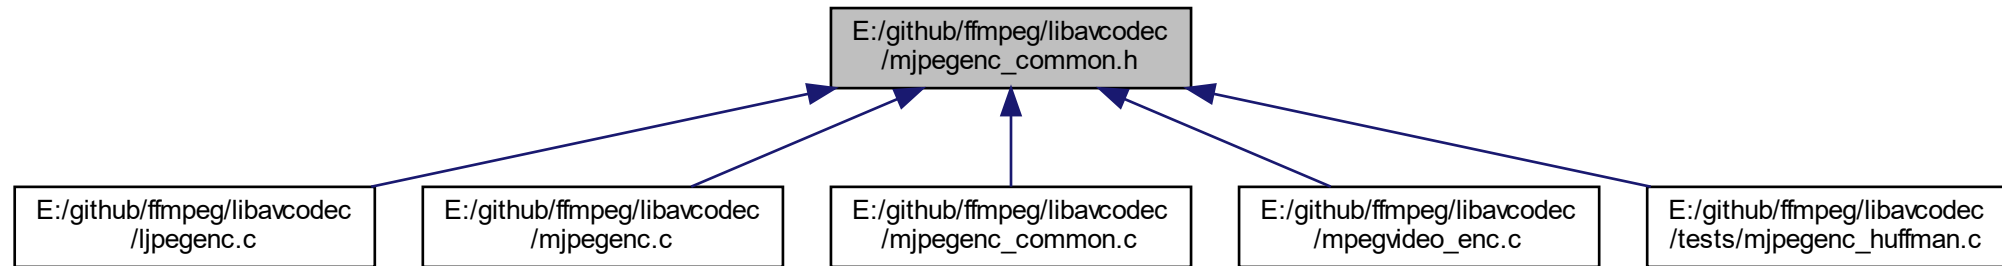 E:/github/ffmpeg/libavcodec
/mjpegenc_common.h
E:/github/ffmpeg/libavcodec
/ljpegenc.c
E:/github/ffmpeg/libavcodec
/mjpegenc.c
E:/github/ffmpeg/libavcodec
/mjpegenc_common.c
E:/github/ffmpeg/libavcodec
/mpegvideo_enc.c
E:/github/ffmpeg/libavcodec
/tests/mjpegenc_huffman.c